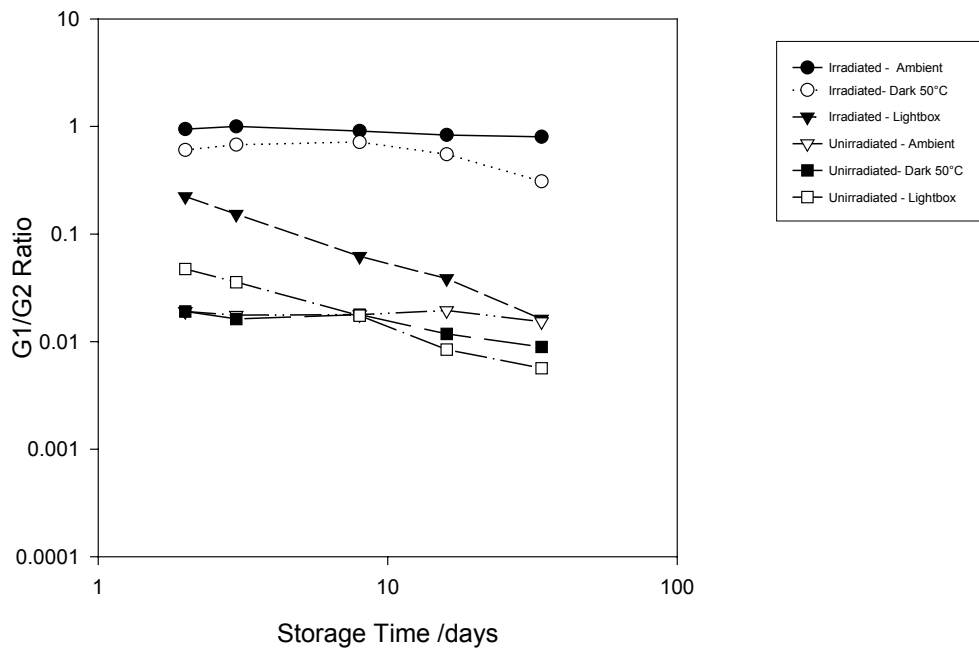 10
1
0.1
0.01
0.001
0.0001
G1/G2 Ratio
1 10 100
Storage Time /days
Irradiated - Ambient
Irradiated- Dark 50°C
Irradiated - Lightbox
Unirradiated - Ambient
Unirradiated- Dark 50°C
Unirradiated - Lightbox